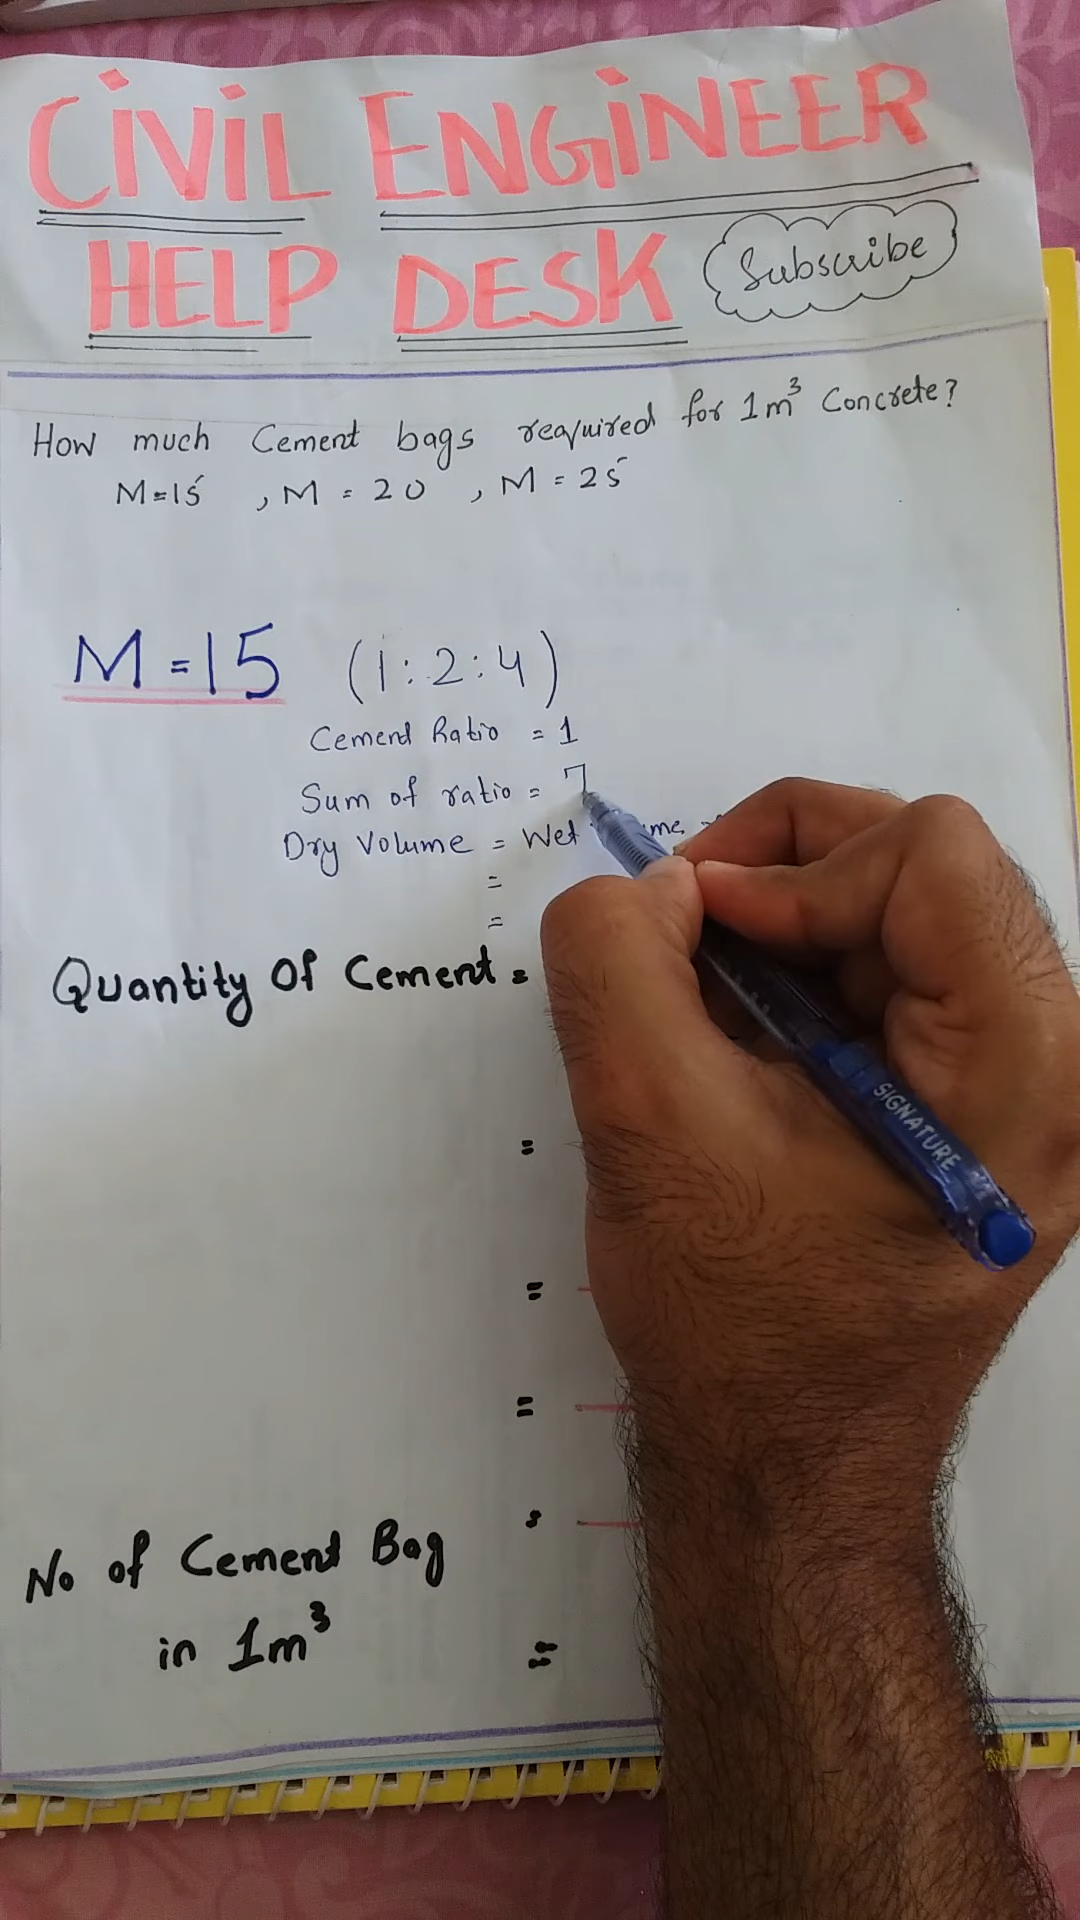 CIVIL ENGINEER
HELP DESK
Subscribe
How much Cement bags required for 1m³ Concrete?
M=15 , M = 20 , M = 25
M = 15 (1:2:4)
Cement Ratio = 1
Sum of ratio = 7
Dry Volume = Wet
=
=
Quantity Of Cement =
=
=
=
No of Cement Bag
in 1m³ =
SIGNATURE